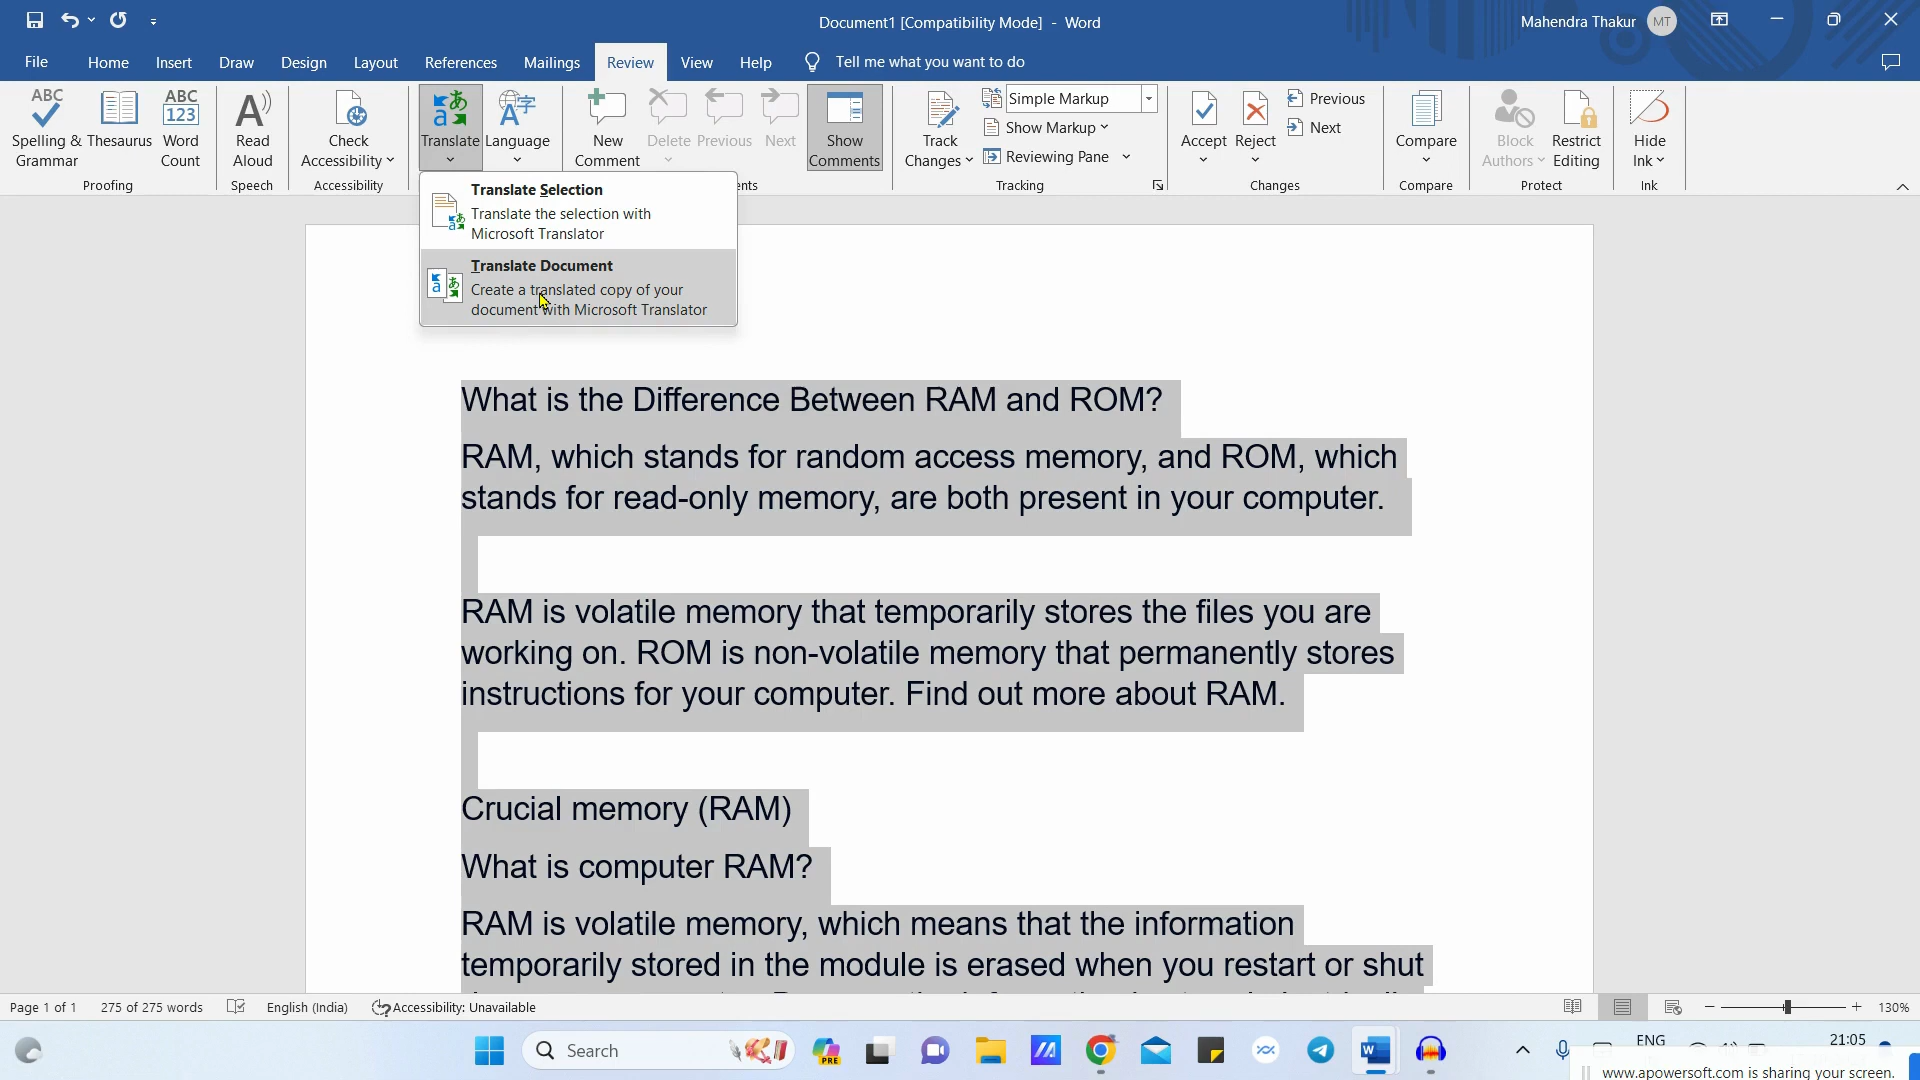 Document1 [Compatibility Mode] - Word
Mahendra Thakur
MT
File
Home
Insert
Draw
Design
Layout
References
Mailings
Review
View
Help
Tell me what you want to do
ABC
Spelling & Grammar
Thesaurus
ABC
123
Word Count
Proofing
Read Aloud
Speech
Check Accessibility
Accessibility
Translate
Language
New Comment
Delete
Previous
Next
Show Comments
Track Changes
Simple Markup
Show Markup
Reviewing Pane
Tracking
Accept
Reject
Previous
Next
Changes
Compare
Compare
Block Authors
Restrict Editing
Protect
Hide Ink
Ink
Translate Selection
Translate the selection with
Microsoft Translator
Translate Document
Create a translated copy of your
document with Microsoft Translator
What is the Difference Between RAM and ROM?
RAM, which stands for random access memory, and ROM, which
stands for read-only memory, are both present in your computer.
RAM is volatile memory that temporarily stores the files you are
working on. ROM is non-volatile memory that permanently stores
instructions for your computer. Find out more about RAM.
Crucial memory (RAM)
What is computer RAM?
RAM is volatile memory, which means that the information
temporarily stored in the module is erased when you restart or shut
Page 1 of 1
275 of 275 words
English (India)
Accessibility: Unavailable
130%
Search
PRE
ENG
21:05
www.apowersoft.com is sharing your screen.